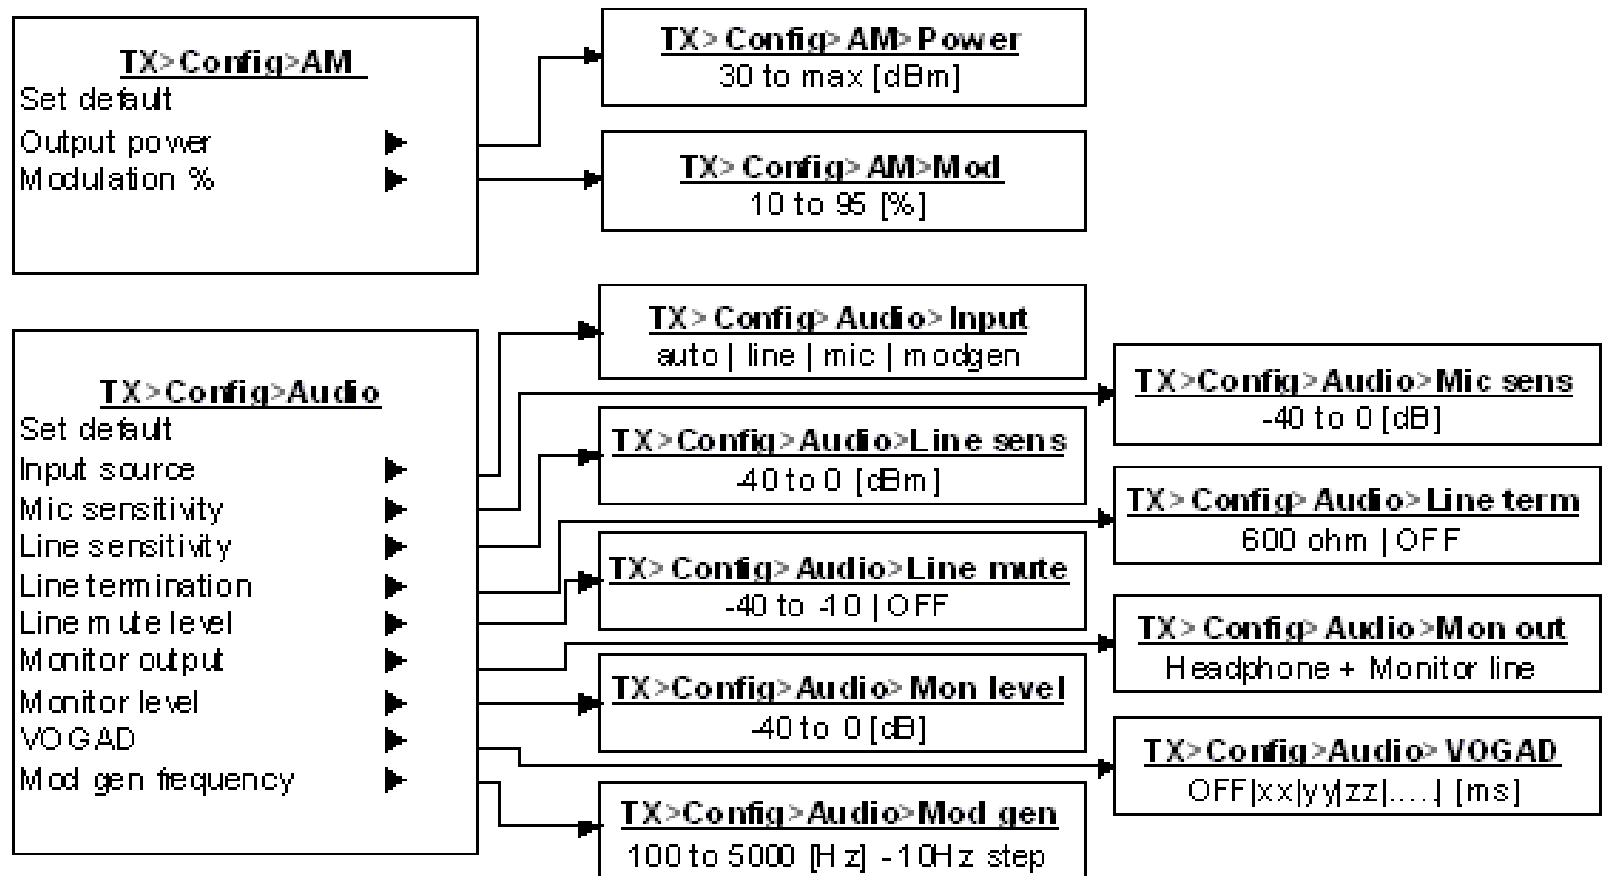 TX>Config>AM
Set default
Output power
Modulation %
TX>Config>AM>Power
30 to max [dBm]
TX>Config>AM>Mod
10 to 95 [%]
TX>Config>Audio
Set default
Input source
Mic sensitivity
Line sensitivity
Line termination
Line mute level
Monitor output
Monitor level
VOGAD
Mod gen frequency
TX>Config>Audio>Input
auto | line | mic | modgen
TX>Config>Audio>Mic sens
-40 to 0 [dB]
TX>Config>Audio>Line sens
-40 to 0 [dBm]
TX>Config>Audio>Line term
600 ohm | OFF
TX>Config>Audio>Line mute
-40 to -10 | OFF
TX>Config>Audio>Mon out
Headphone + Monitor line
TX>Config>Audio>Mon level
-40 to 0 [dB]
TX>Config>Audio>VOGAD
OFF|xx|yy|zz|.....| [ms]
TX>Config>Audio>Mod gen
100 to 5000 [Hz] -10Hz step